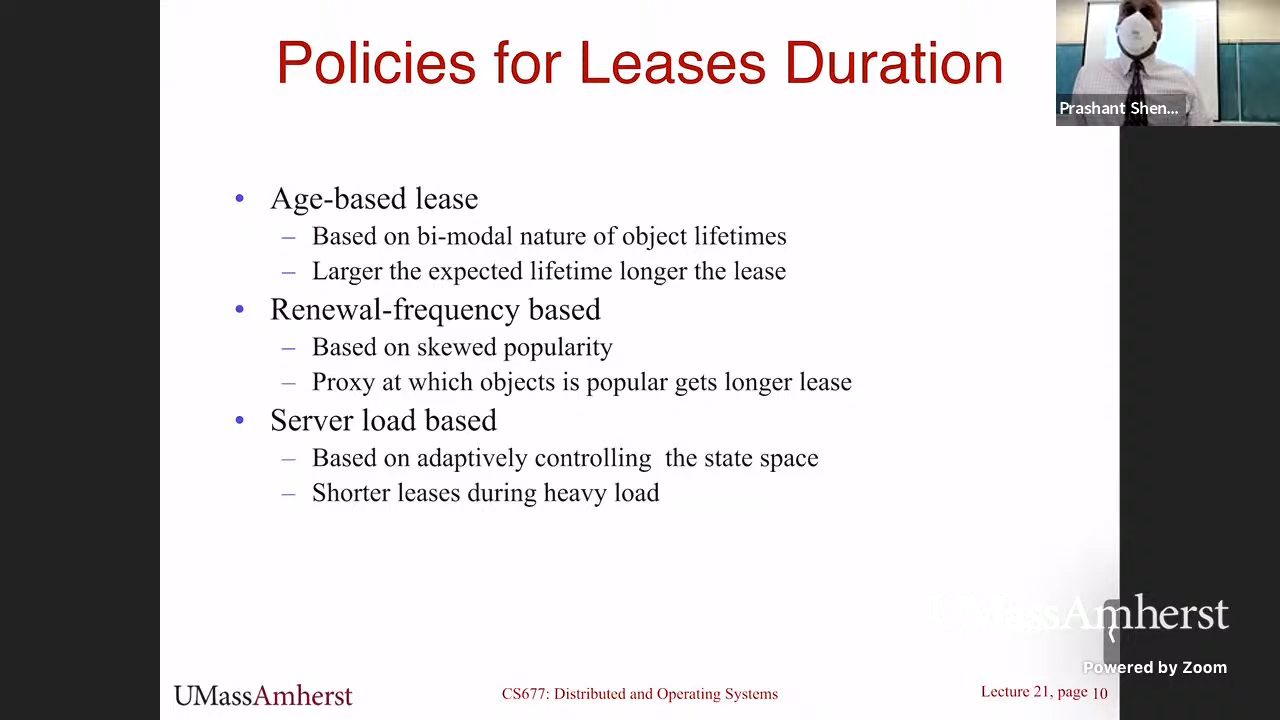 Policies for Leases Duration
Prashant Shen...
• Age-based lease
– Based on bi-modal nature of object lifetimes
– Larger the expected lifetime longer the lease
• Renewal-frequency based
– Based on skewed popularity
– Proxy at which objects is popular gets longer lease
• Server load based
– Based on adaptively controlling the state space
– Shorter leases during heavy load
UMassAmherst
Powered by Zoom
UMassAmherst
CS677: Distributed and Operating Systems
Lecture 21, page 10